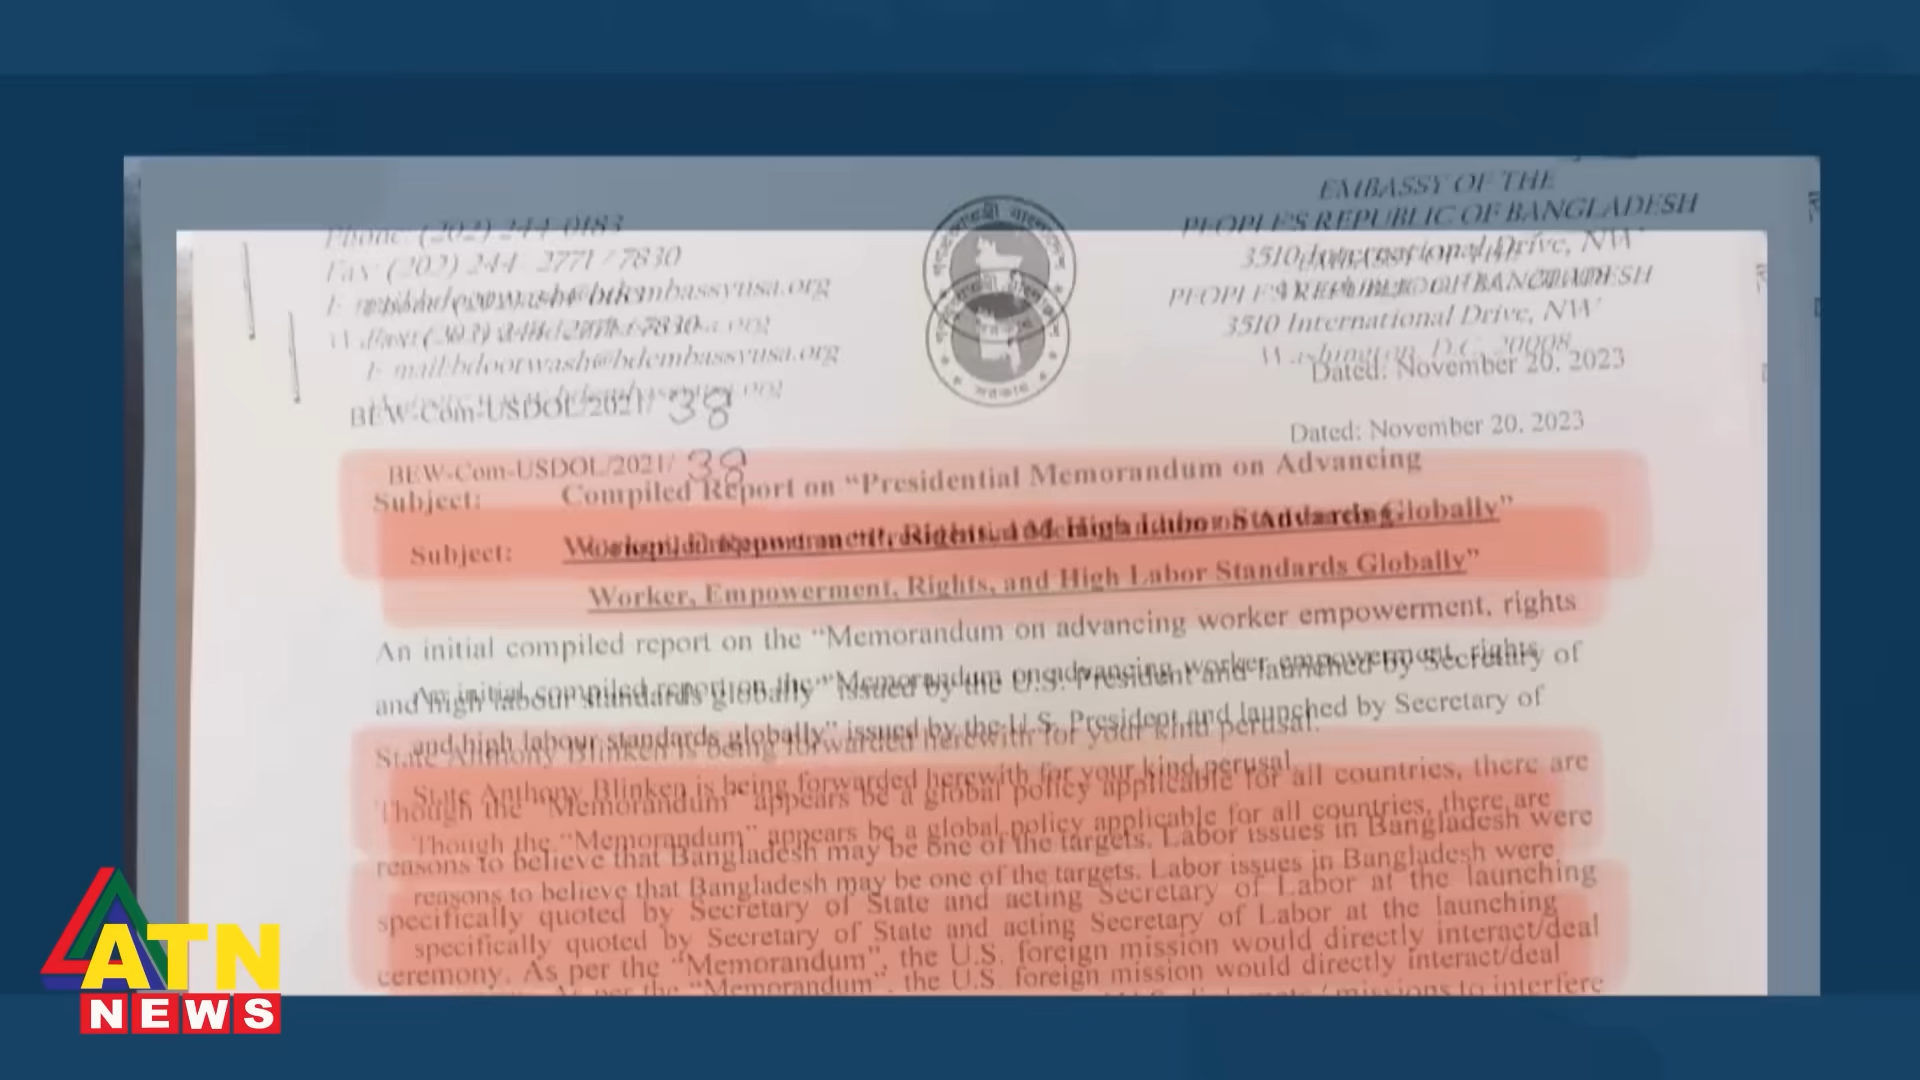 EMBASSY OF THE
PEOPLE'S REPUBLIC OF BANGLADESH
3510 International Drive, NW
Washington, D.C. 20008
Phone: (202) 244-0183
Fax: (202) 244- 2771 / 7830
E-mail:bdootwash@bdembassyusa.org
BEW-Com-USDOL/2021/ 38
Dated: November 20, 2023
Subject: Compiled Report on “Presidential Memorandum on Advancing
Worker, Empowerment, Rights, and High Labor Standards Globally”
An initial compiled report on the “Memorandum on advancing worker empowerment, rights
and high labour standards globally” issued by the U.S. President and launched by Secretary of
State Anthony Blinken is being forwarded herewith for your kind perusal.
Though the “Memorandum” appears be a global policy applicable for all countries, there are
reasons to believe that Bangladesh may be one of the targets. Labor issues in Bangladesh were
specifically quoted by Secretary of State and acting Secretary of Labor at the launching
ceremony. As per the “Memorandum”, the U.S. foreign mission would directly interact/deal
missions to interfere
ATN
NEWS